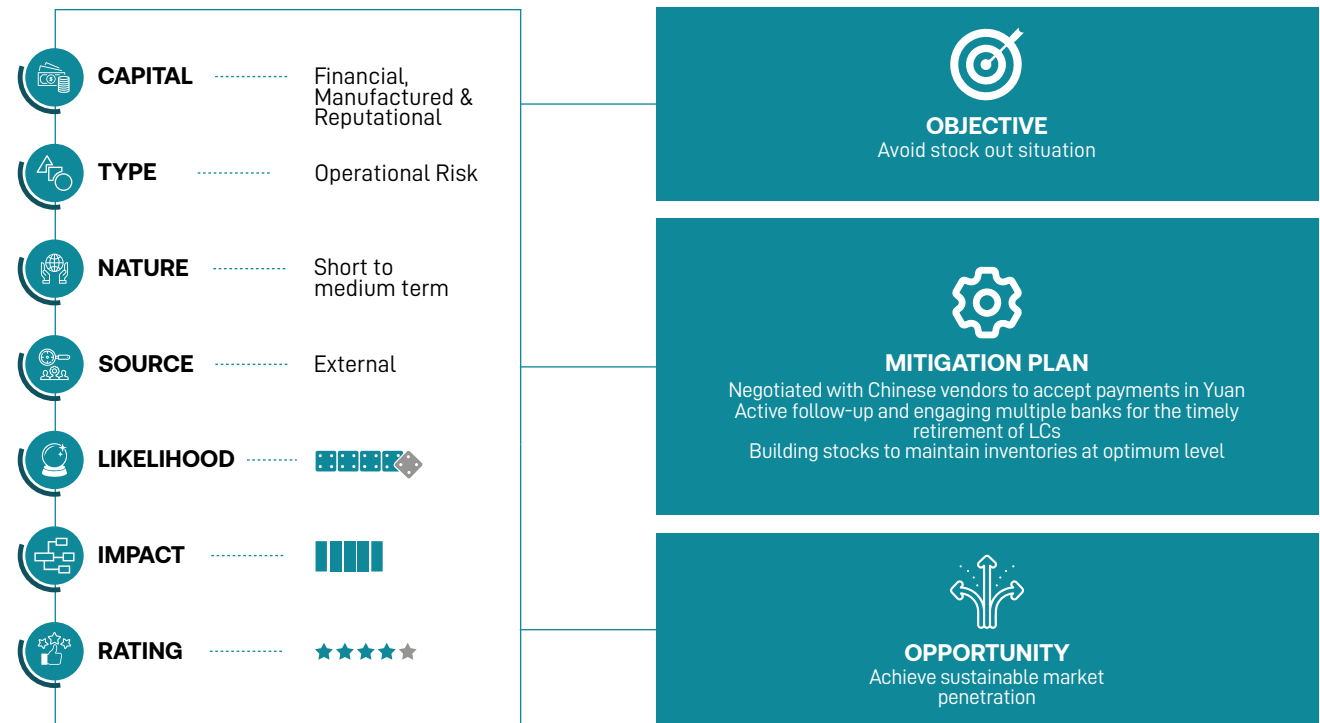 CAPITAL
Financial,
Manufactured &
Reputational
TYPE
Operational Risk
NATURE
Short to
medium term
SOURCE
External
LIKELIHOOD
IMPACT
RATING
OBJECTIVE
Avoid stock out situation
MITIGATION PLAN
Negotiated with Chinese vendors to accept payments in Yuan
Active follow-up and engaging multiple banks for the timely
retirement of LCs
Building stocks to maintain inventories at optimum level
OPPORTUNITY
Achieve sustainable market
penetration